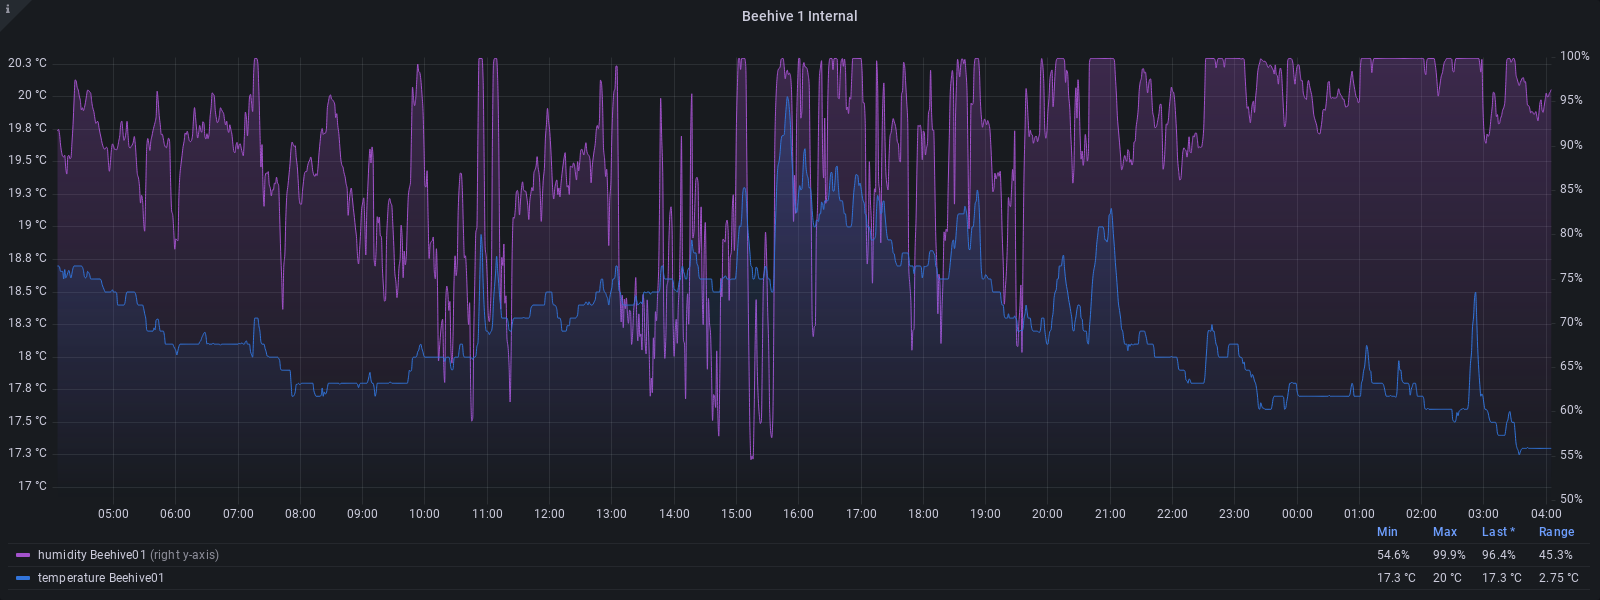 i
Beehive 1 Internal
20.3 °C
20 °C
19.8 °C
19.5 °C
19.3 °C
19 °C
18.8 °C
18.5 °C
18.3 °C
18 °C
17.8 °C
17.5 °C
17.3 °C
17 °C
100%
95%
90%
85%
80%
75%
70%
65%
60%
55%
50%
05:00 06:00 07:00 08:00 09:00 10:00 11:00 12:00 13:00 14:00 15:00 16:00 17:00 18:00 19:00 20:00 21:00 22:00 23:00 00:00 01:00 02:00 03:00 04:00
Min Max Last * Range
humidity Beehive01 (right y-axis) 54.6% 99.9% 96.4% 45.3%
temperature Beehive01 17.3 °C 20 °C 17.3 °C 2.75 °C